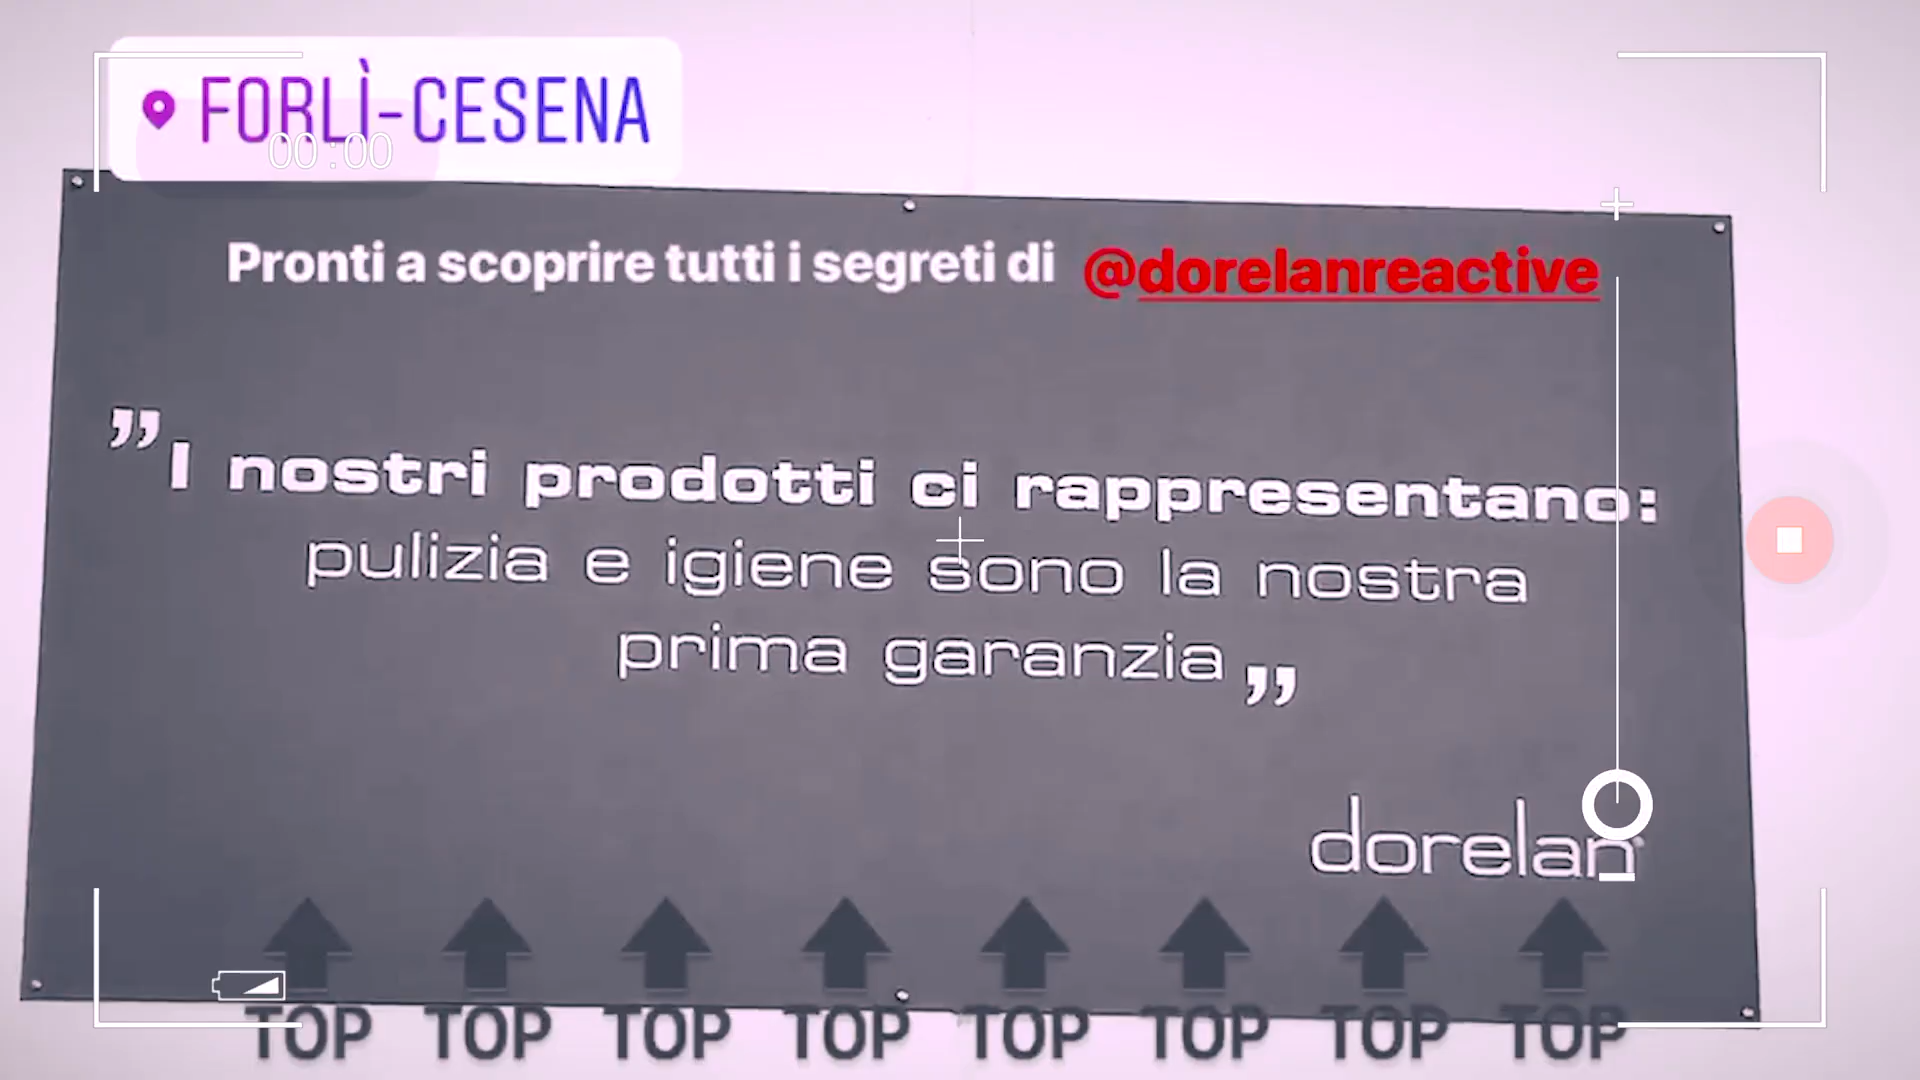 FORLÌ-CESENA
00:00
Pronti a scoprire tutti i segreti di @dorelanreactive
”I nostri prodotti ci rappresentano:
pulizia e igiene sono la nostra
prima garanzia”
dorelan
TOP TOP TOP TOP TOP TOP TOP TOP